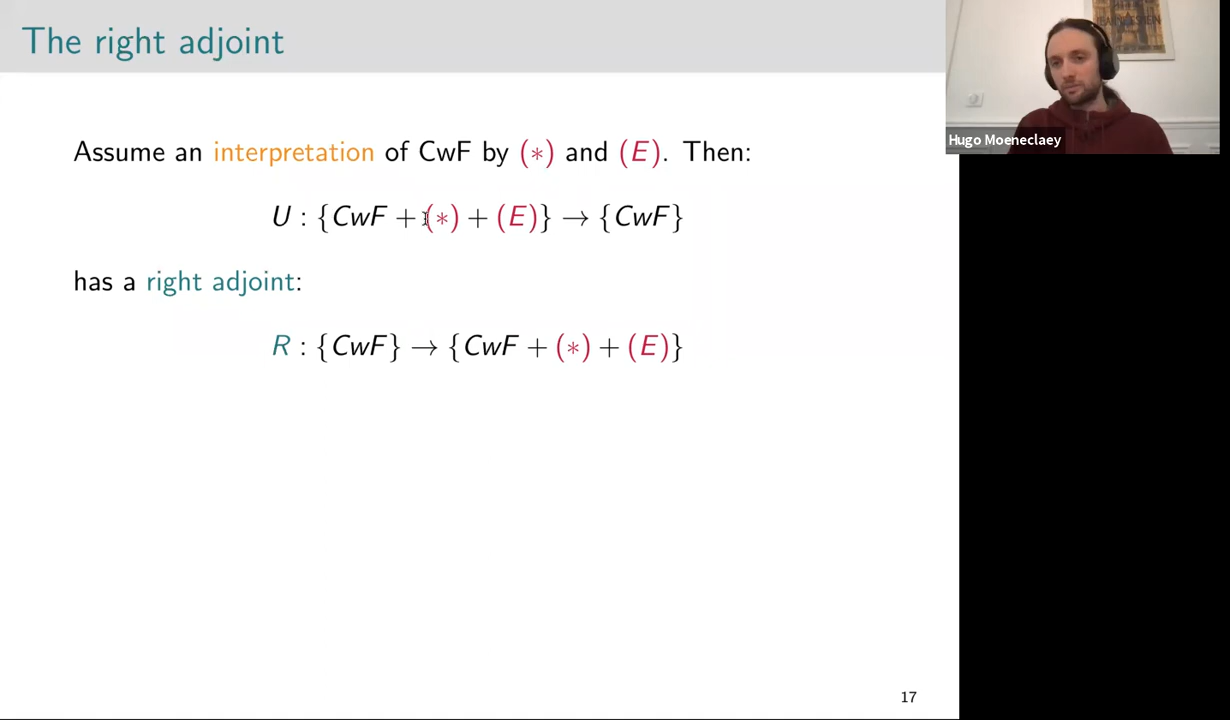 The right adjoint
Hugo Moeneclaey
Assume an interpretation of CwF by (∗) and (E). Then:
U : {CwF + (∗) + (E)} → {CwF}
has a right adjoint:
R : {CwF} → {CwF + (∗) + (E)}
17